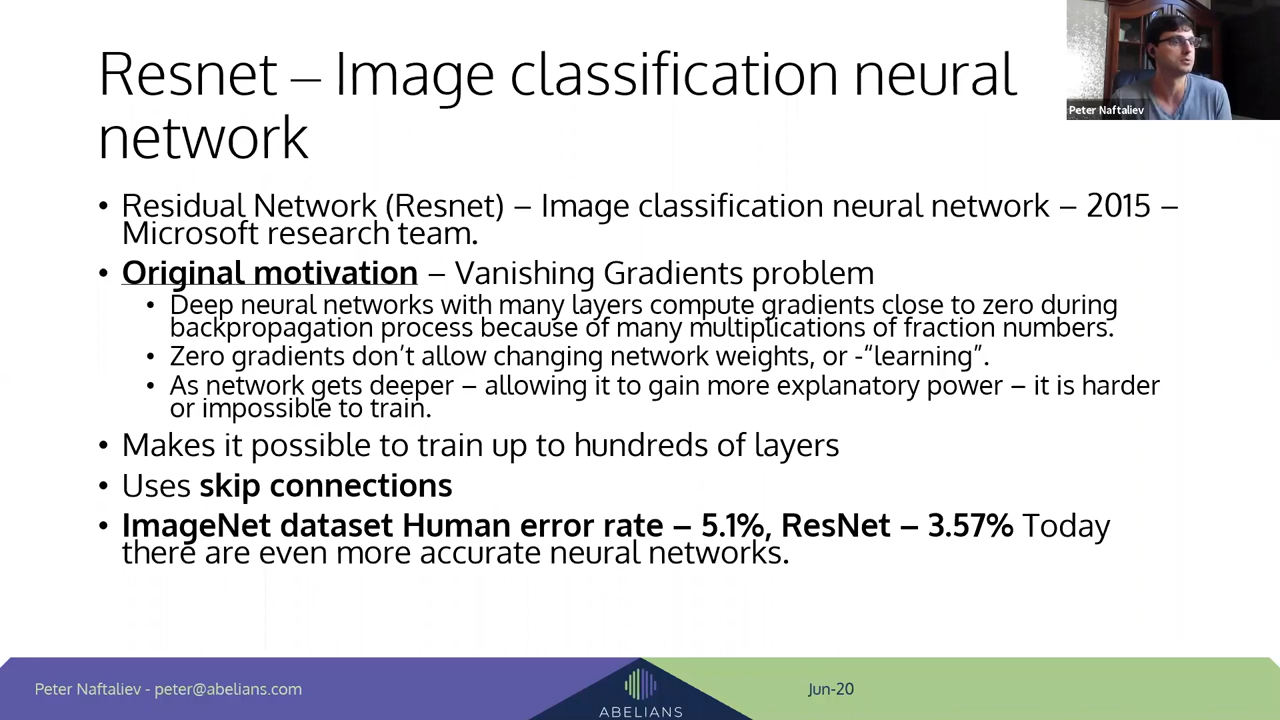 Resnet – Image classification neural
network
Peter Naftaliev
• Residual Network (Resnet) – Image classification neural network – 2015 –
Microsoft research team.
• Original motivation – Vanishing Gradients problem
• Deep neural networks with many layers compute gradients close to zero during
backpropagation process because of many multiplications of fraction numbers.
• Zero gradients don’t allow changing network weights, or -“learning”.
• As network gets deeper – allowing it to gain more explanatory power – it is harder
or impossible to train.
• Makes it possible to train up to hundreds of layers
• Uses skip connections
• ImageNet dataset Human error rate – 5.1%, ResNet – 3.57% Today
there are even more accurate neural networks.
Peter Naftaliev - peter@abelians.com
ABELIANS
Jun-20